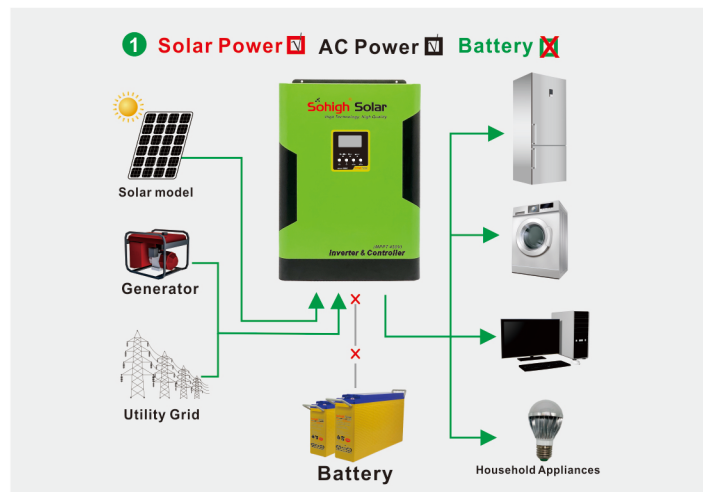 1 Solar Power AC Power Battery
Sohigh Solar
High Technology, High Quality
Solar model
Inverter & Controller
Generator
Utility Grid
Battery
Household Appliances